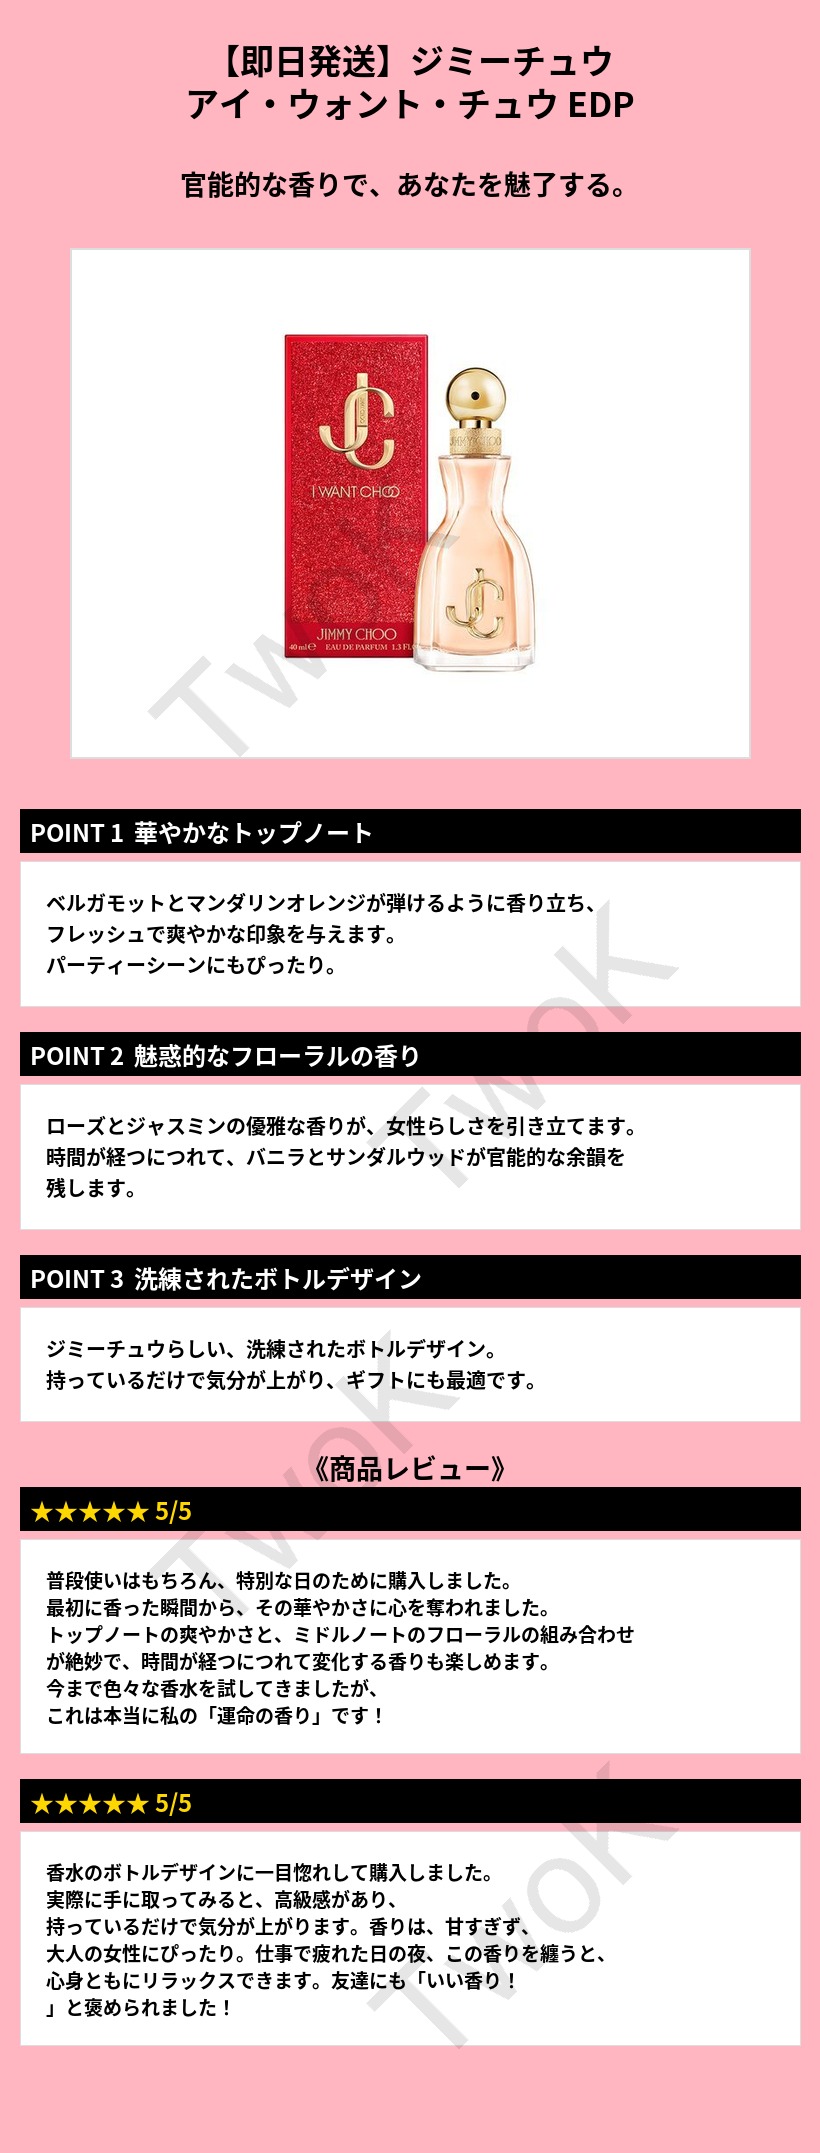 【即日発送】ジミーチュウ
アイ・ウォント・チュウ EDP
官能的な香りで、あなたを魅了する。
JC
I WANT CHOO
JIMMY CHOO
40 ml ℮ EAU DE PARFUM 1.3 FL
JIMMY CHOO
JC
TwoK
POINT 1 華やかなトップノート
ベルガモットとマンダリンオレンジが弾けるように香り立ち、
フレッシュで爽やかな印象を与えます。
パーティーシーンにもぴったり。
TwoK
POINT 2 魅惑的なフローラルの香り
ローズとジャスミンの優雅な香りが、女性らしさを引き立てます。
時間が経つにつれて、バニラとサンダルウッドが官能的な余韻を
残します。
POINT 3 洗練されたボトルデザイン
ジミーチュウらしい、洗練されたボトルデザイン。
持っているだけで気分が上がり、ギフトにも最適です。
TwoK
《商品レビュー》
★★★★★ 5/5
普段使いはもちろん、特別な日のために購入しました。
最初に香った瞬間から、その華やかさに心を奪われました。
トップノートの爽やかさと、ミドルノートのフローラルの組み合わせ
が絶妙で、時間が経つにつれて変化する香りも楽しめます。
今まで色々な香水を試してきましたが、
これは本当に私の「運命の香り」です！
★★★★★ 5/5
香水のボトルデザインに一目惚れして購入しました。
実際に手に取ってみると、高級感があり、
持っているだけで気分が上がります。香りは、甘すぎず、
大人の女性にぴったり。仕事で疲れた日の夜、この香りを纏うと、
心身ともにリラックスできます。友達にも「いい香り！
」と褒められました！
TwoK